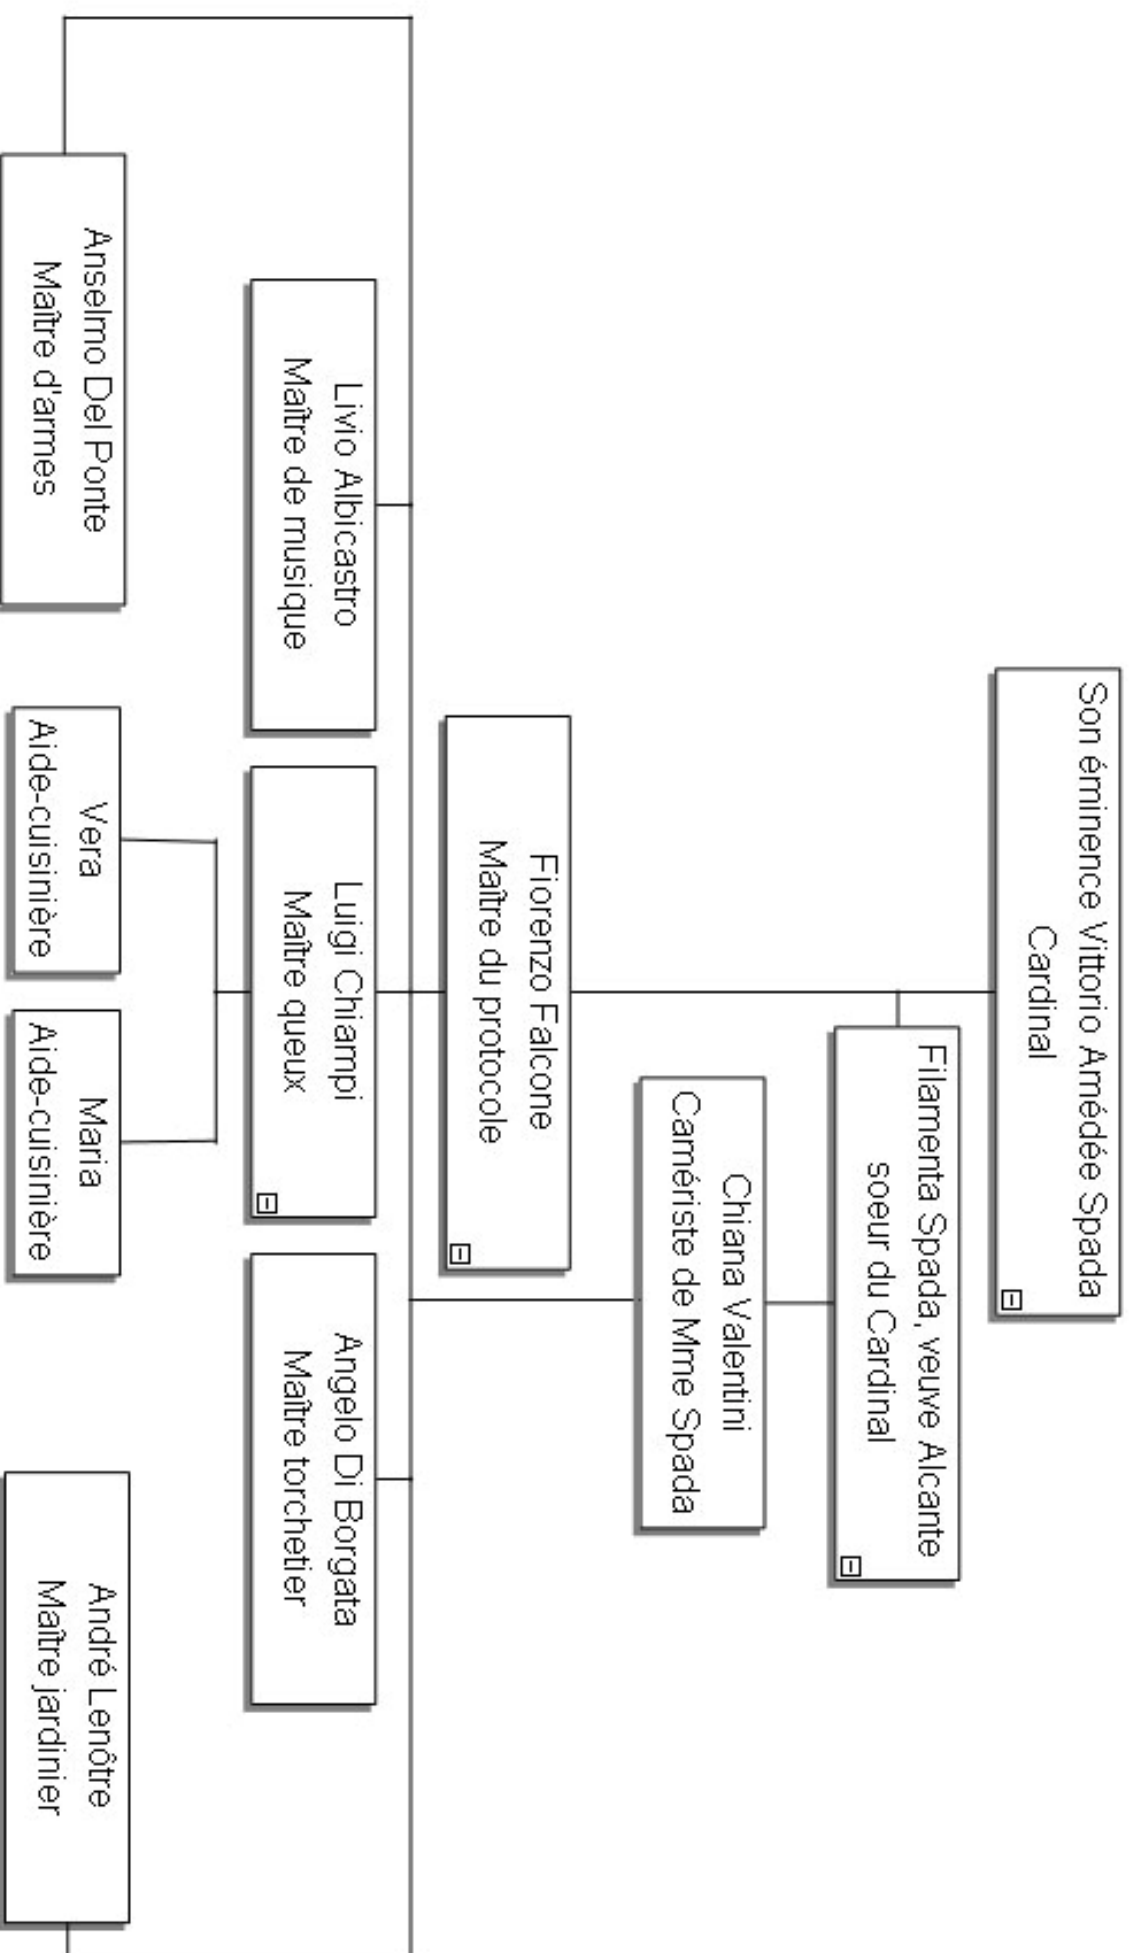 Son éminence Vittorio Amédée Spada
Cardinal
Filamenta Spada, veuve Alcante
soeur du Cardinal
Chiana Valentini
Camériste de Mme Spada
Fiorenzo Falcone
Maître du protocole
Livio Albicastro
Maître de musique
Luigi Chiampi
Maître queux
Angelo Di Borgata
Maître torchetier
Anselmo Del Ponte
Maître d'armes
Vera
Aide-cuisinière
Maria
Aide-cuisinière
André Lenôtre
Maître jardinier